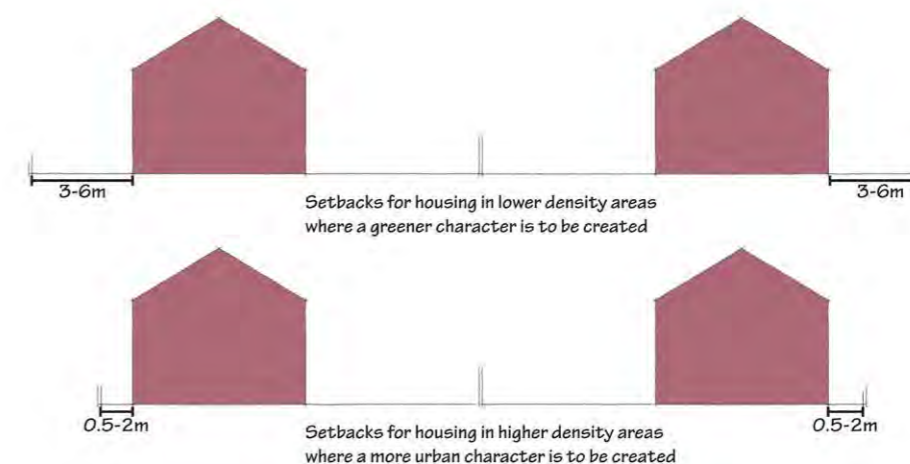 3-6m
3-6m
Setbacks for housing in lower density areas
where a greener character is to be created
0.5-2m
0.5-2m
Setbacks for housing in higher density areas
where a more urban character is to be created